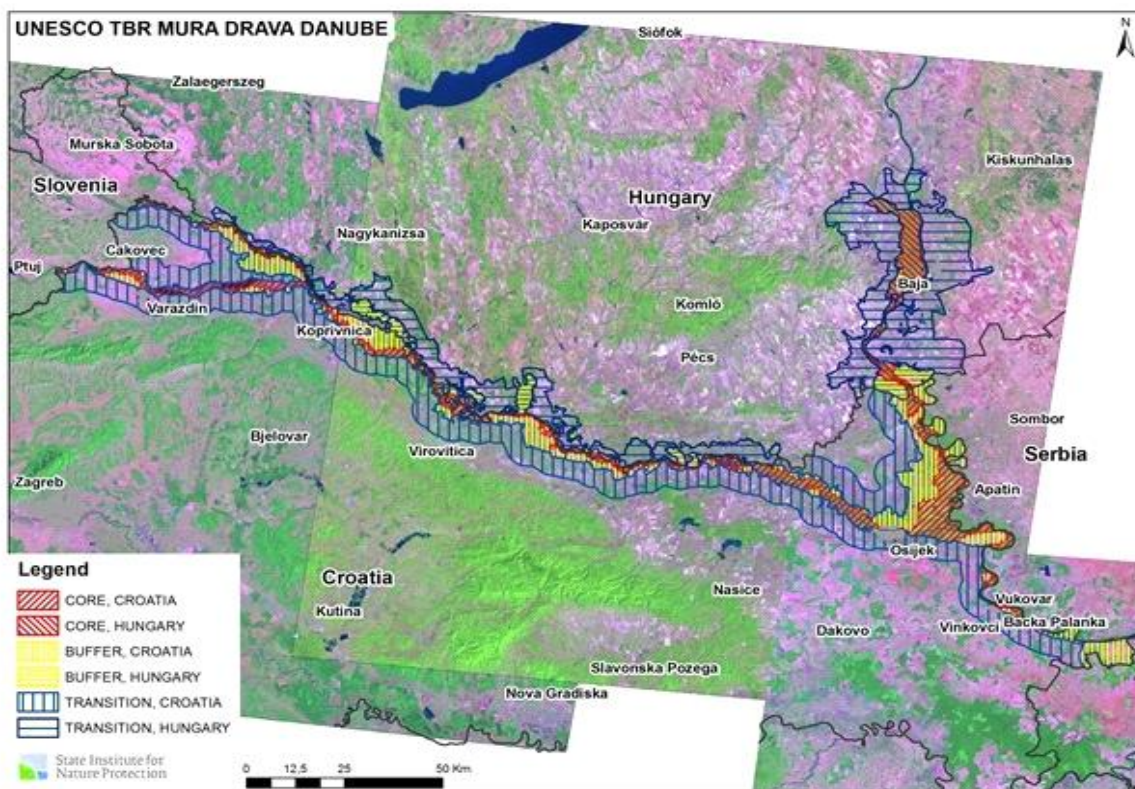 UNESCO TBR MURA DRAVA DANUBE
N
Siófok
Zalaegerszeg
Murska Sobota
Kiskunhalas
Slovenia
Hungary
Kaposvár
Nagykanizsa
Cakovec
Ptuj
Baja
Varazdin
Komló
Koprivnica
Pécs
Sombor
Bjelovar
Virovitica
Serbia
Zagreb
Apatin
Osijek
Legend
Croatia
Nasice
CORE, CROATIA
Kutina
Vukovar
CORE, HUNGARY
Vinkovci
Backa Palanka
Dakovo
BUFFER, CROATIA
Slavonska Pozega
BUFFER, HUNGARY
Nova Gradiska
TRANSITION, CROATIA
TRANSITION, HUNGARY
State Institute for
Nature Protection
0 12,5 25 50 Km